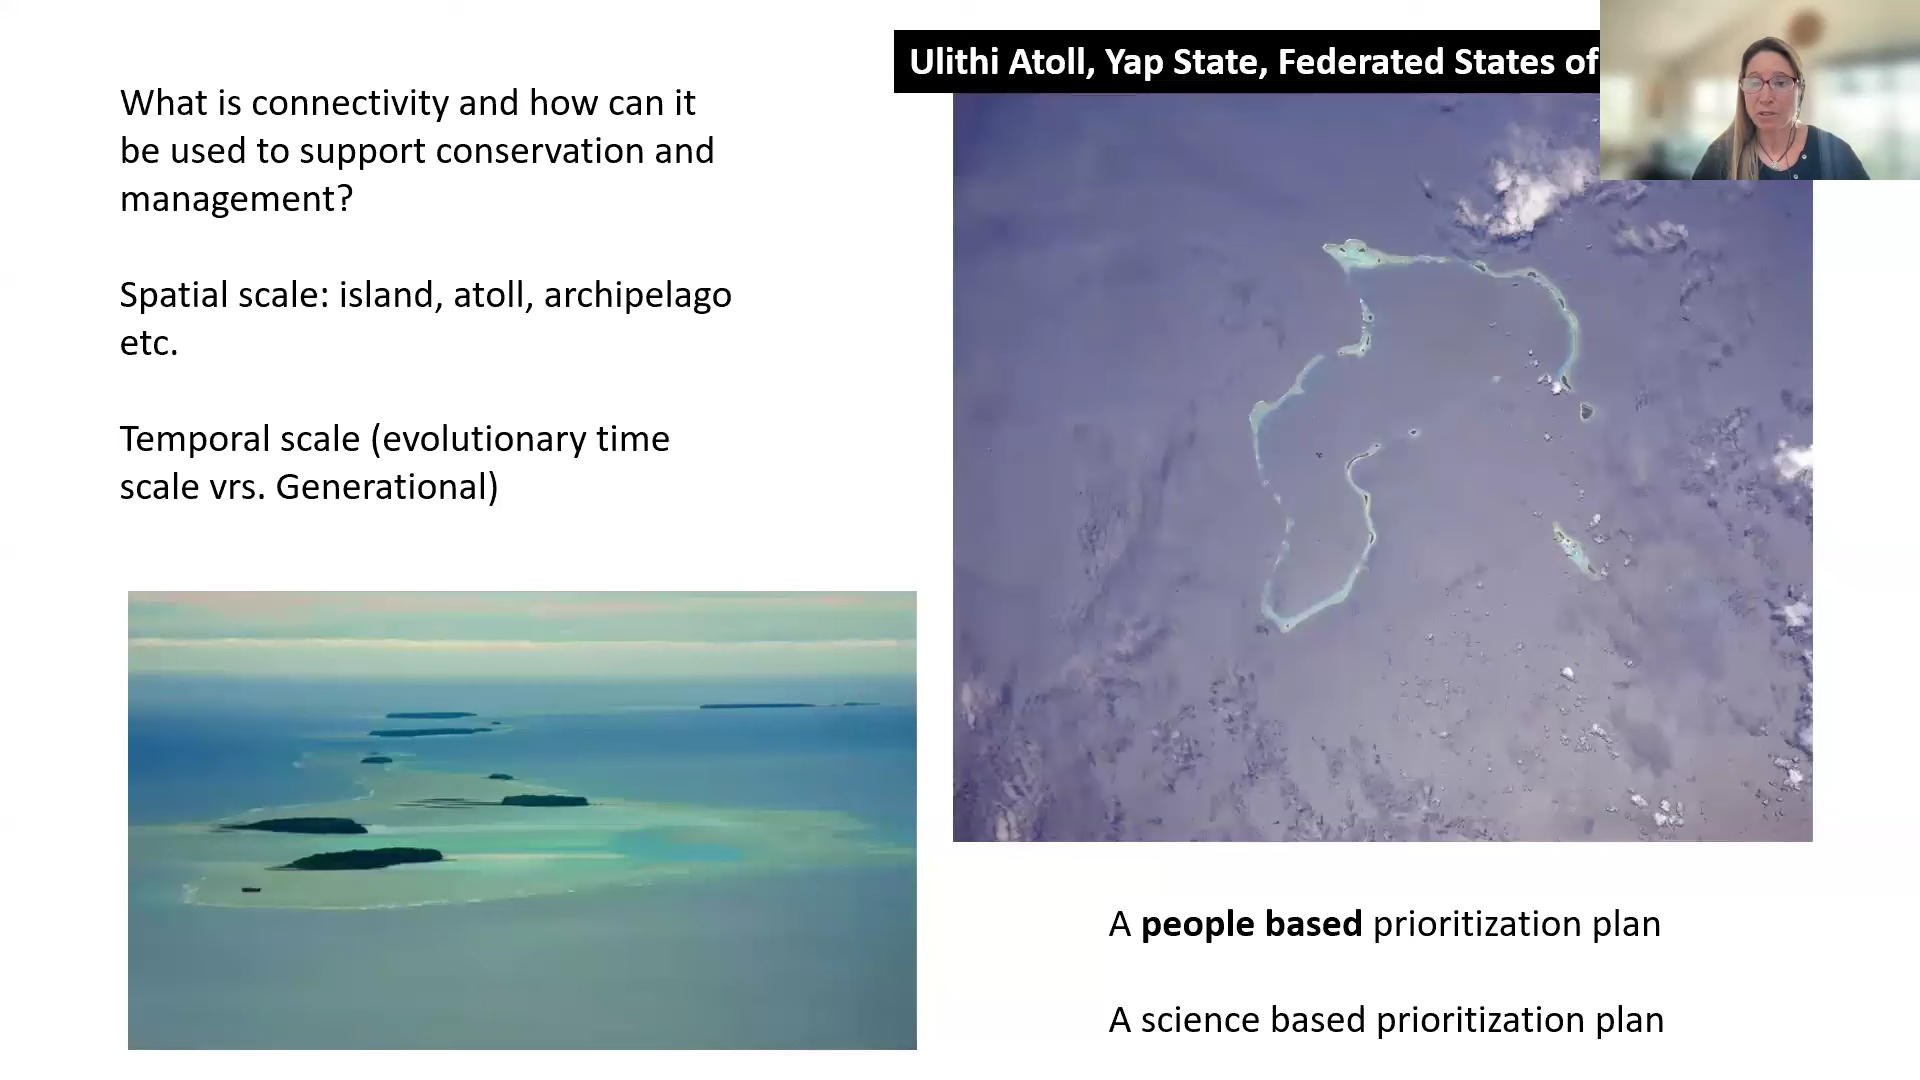 Ulithi Atoll, Yap State, Federated States of
What is connectivity and how can it
be used to support conservation and
management?
Spatial scale: island, atoll, archipelago
etc.
Temporal scale (evolutionary time
scale vrs. Generational)
A people based prioritization plan
A science based prioritization plan